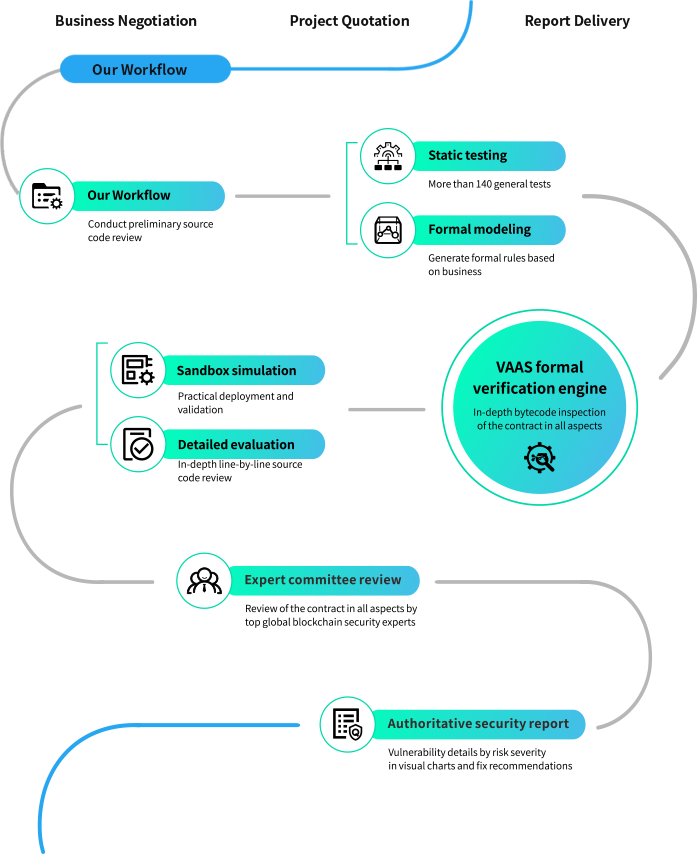 Business Negotiation
Project Quotation
Report Delivery
Our Workflow
Our Workflow
Conduct preliminary source
code review
Static testing
More than 140 general tests
Formal modeling
Generate formal rules based
on business
VAAS formal
verification engine
In-depth bytecode inspection
of the contract in all aspects
Sandbox simulation
Practical deployment and
validation
Detailed evaluation
In-depth line-by-line source
code review
Expert committee review
Review of the contract in all aspects by
top global blockchain security experts
Authoritative security report
Vulnerability details by risk severity
in visual charts and fix recommendations